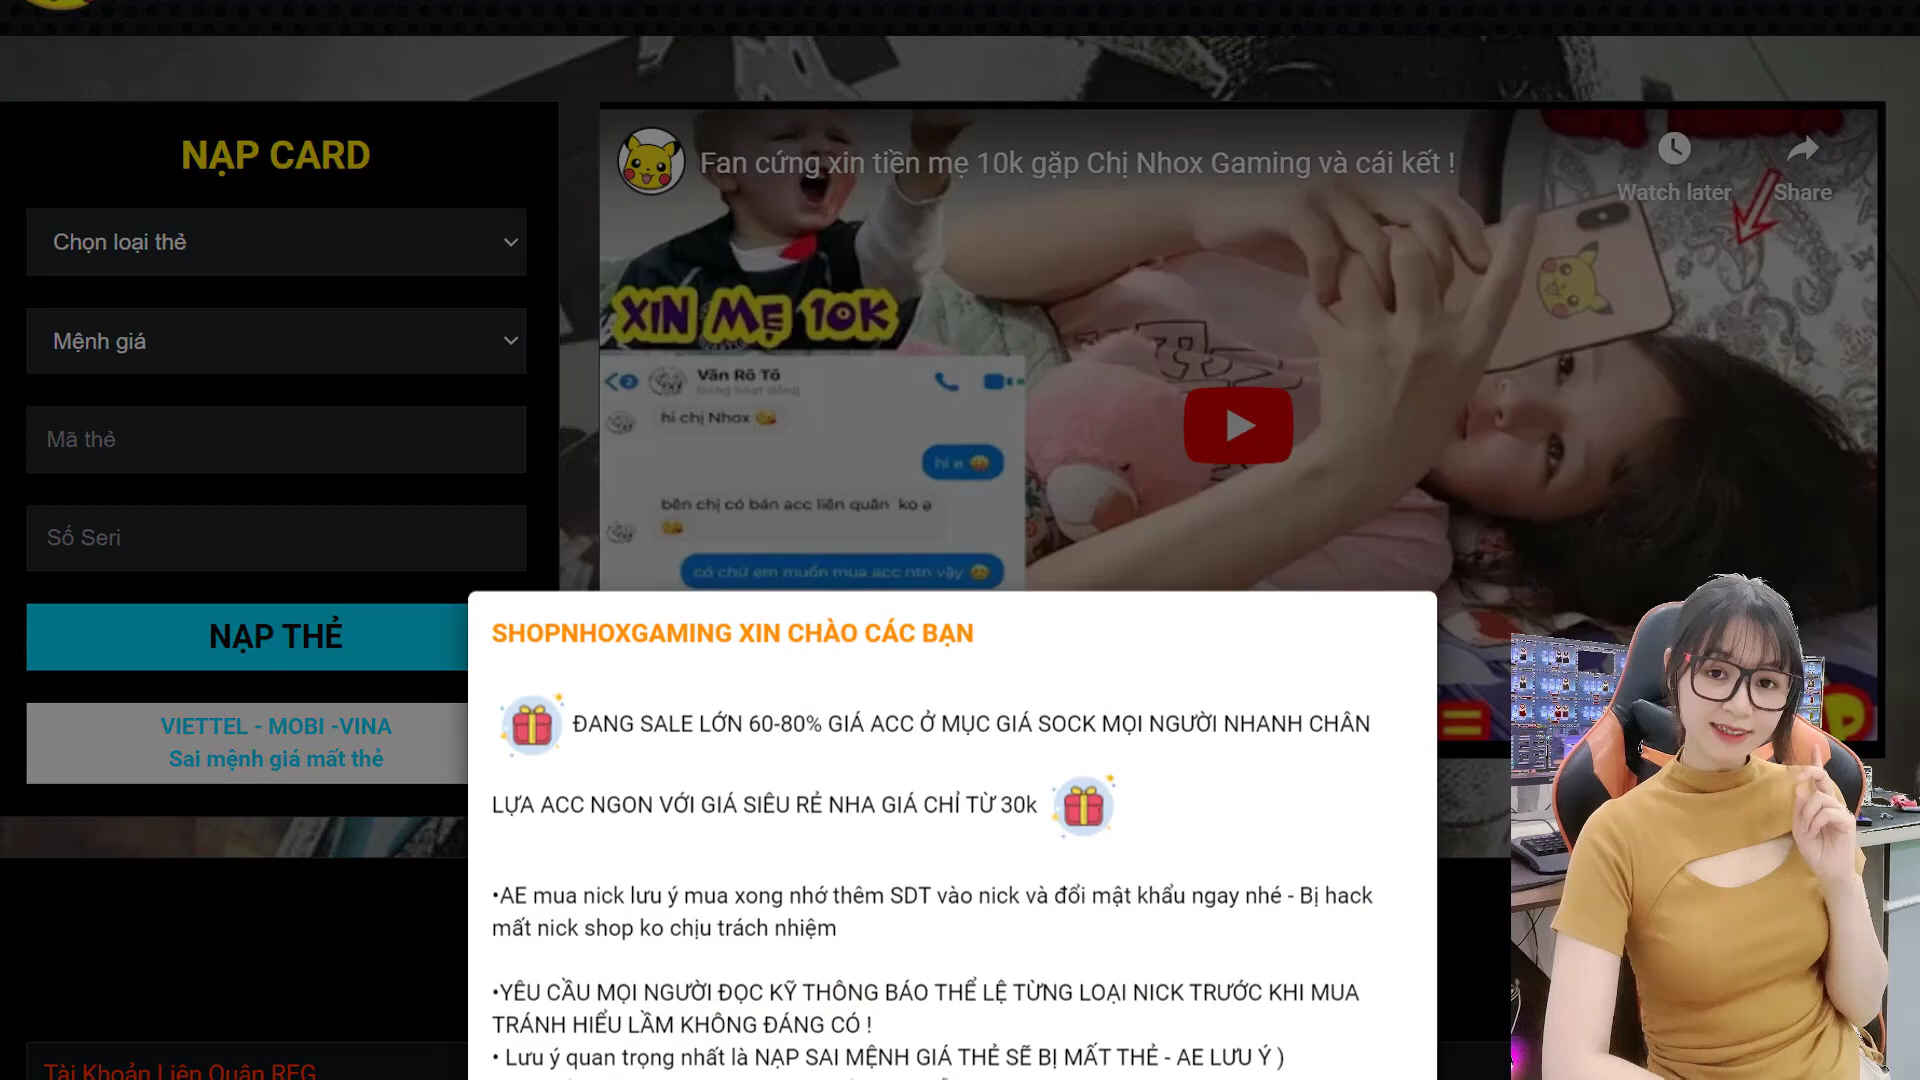 NẠP CARD
Chọn loại thẻ
Mệnh giá
Mã thẻ
Số Seri
NẠP THẺ
VIETTEL - MOBI -VINA
Sai mệnh giá mất thẻ
Tài Khoản Liên Quân REG
Fan cứng xin tiền mẹ 10k gặp Chị Nhox Gaming và cái kết !
Watch later
Share
XIN MẸ 10K
2
Văn Rô Tô
Đang hoạt động
hi chị Nhox 😘
hi e 😄
bên chị có bán acc liên quân ko ạ
😘
có chứ em muốn mua acc ntn vậy 😄
SHOPNHOXGAMING XIN CHÀO CÁC BẠN
ĐANG SALE LỚN 60-80% GIÁ ACC Ở MỤC GIÁ SOCK MỌI NGƯỜI NHANH CHÂN
LỰA ACC NGON VỚI GIÁ SIÊU RẺ NHA GIÁ CHỈ TỪ 30k
•AE mua nick lưu ý mua xong nhớ thêm SDT vào nick và đổi mật khẩu ngay nhé - Bị hack
mất nick shop ko chịu trách nhiệm
•YÊU CẦU MỌI NGƯỜI ĐỌC KỸ THÔNG BÁO THỂ LỆ TỪNG LOẠI NICK TRƯỚC KHI MUA
TRÁNH HIỂU LẦM KHÔNG ĐÁNG CÓ !
• Lưu ý quan trọng nhất là NẠP SAI MỆNH GIÁ THẺ SẼ BỊ MẤT THẺ - AE LƯU Ý )